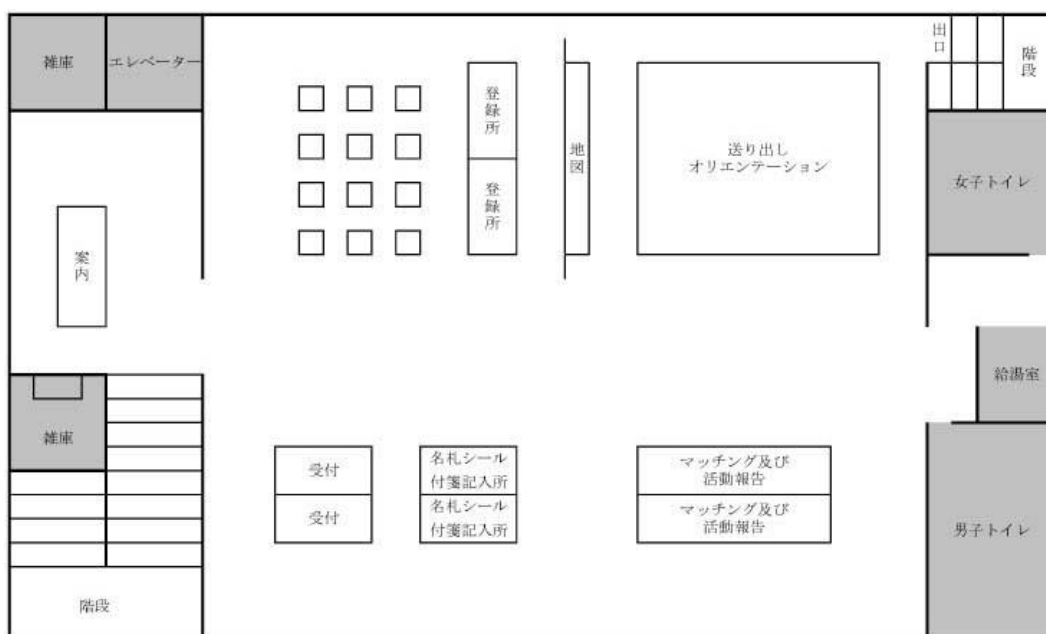 雑庫
エレベーター
出口
階段
登録所
登録所
地図
送り出し
オリエンテーション
女子トイレ
案内
給湯室
雑庫
受付
受付
名札シール
付箋記入所
名札シール
付箋記入所
マッチング及び
活動報告
マッチング及び
活動報告
男子トイレ
階段